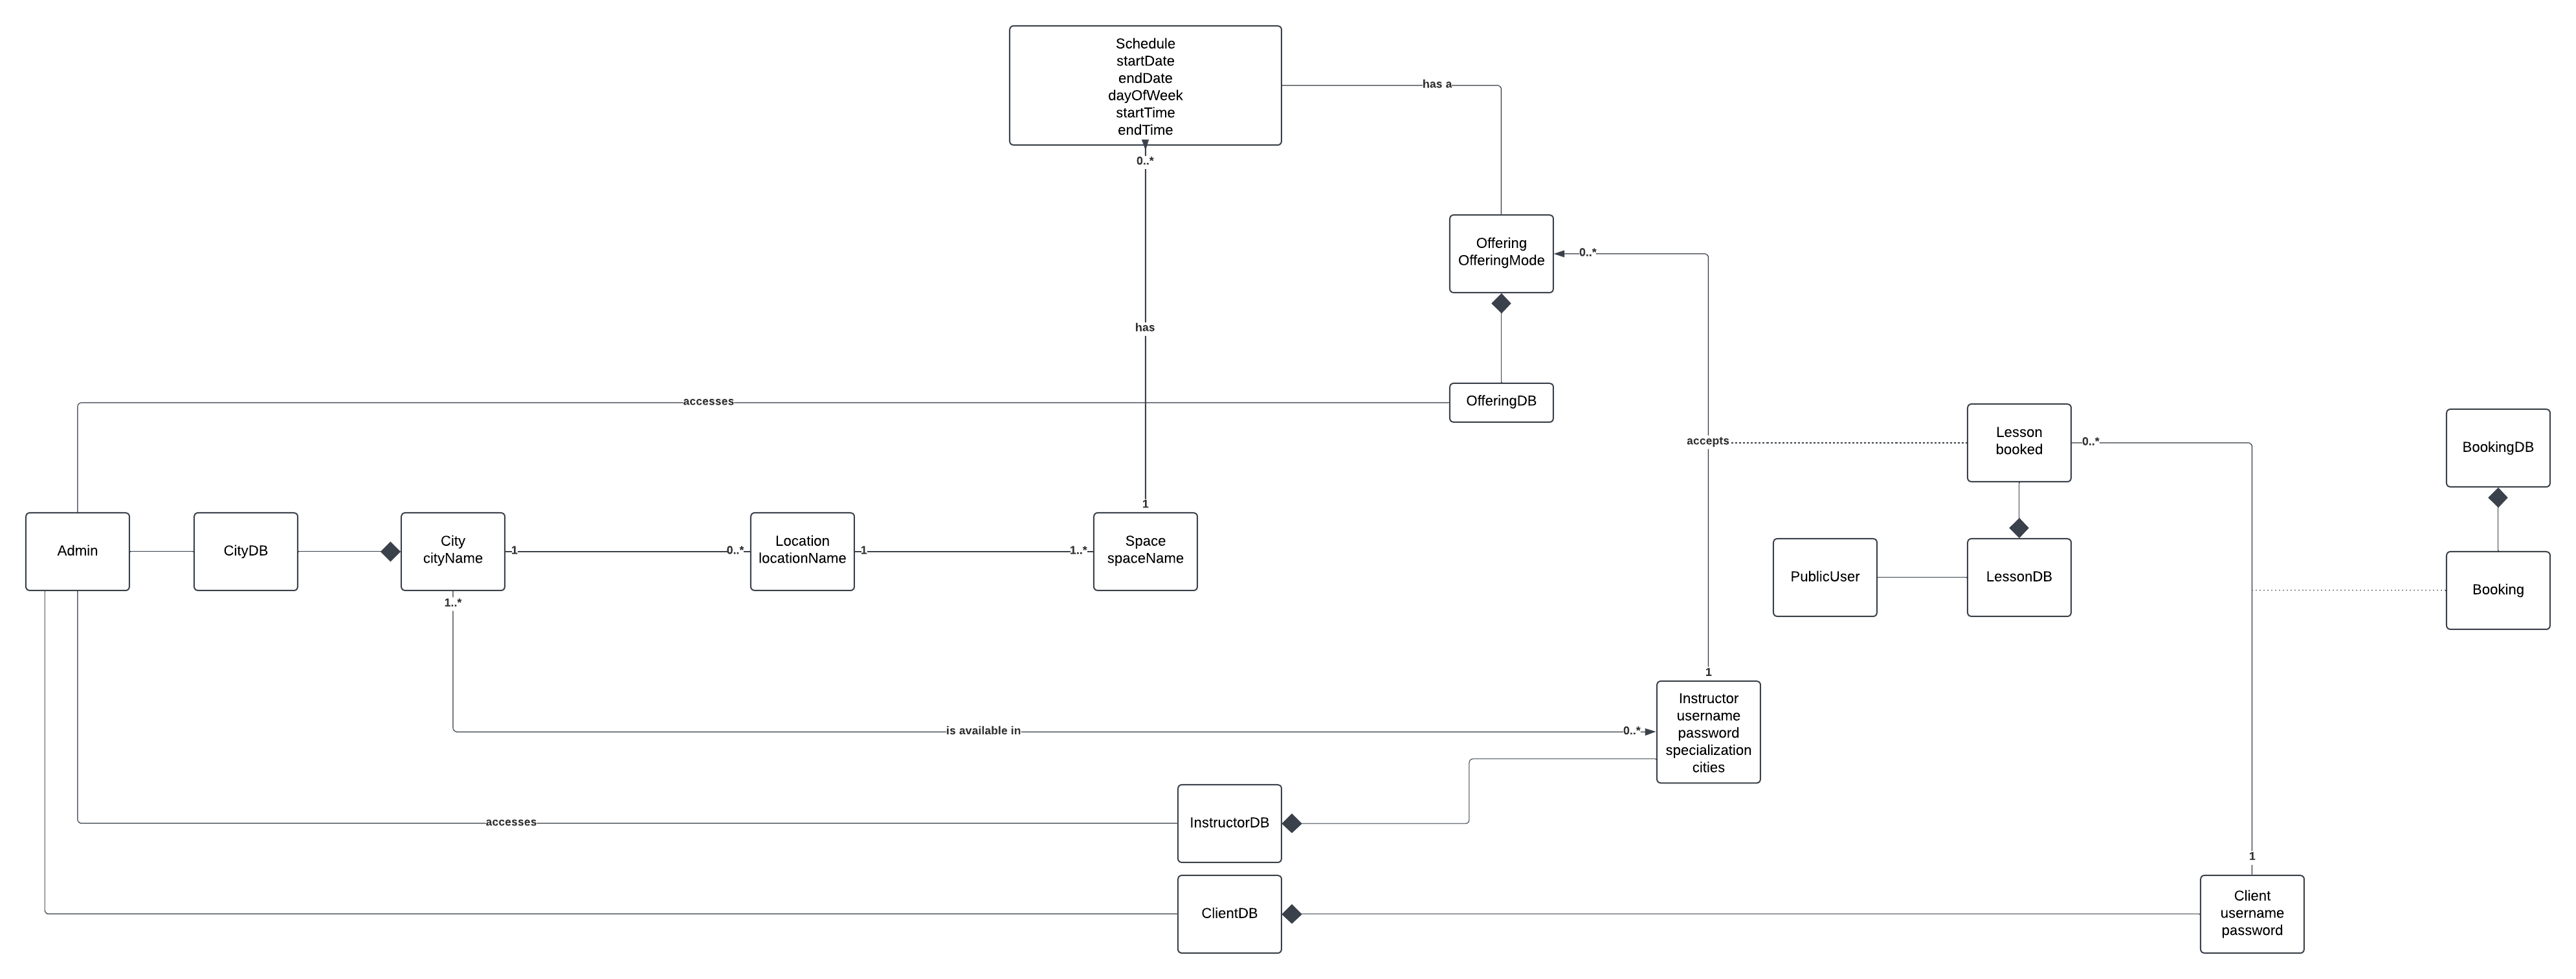 Schedule
startDate
endDate
dayOfWeek
startTime
endTime
has a
0..*
Offering
OfferingMode
0..*
has
accesses
OfferingDB
accepts
Lesson
booked
0..*
BookingDB
1
Admin
CityDB
City
cityName
1
0..*
Location
locationName
1
1..*
Space
spaceName
PublicUser
LessonDB
Booking
1..*
1
Instructor
username
password
specialization
cities
is available in
0..*
accesses
InstructorDB
1
ClientDB
Client
username
password